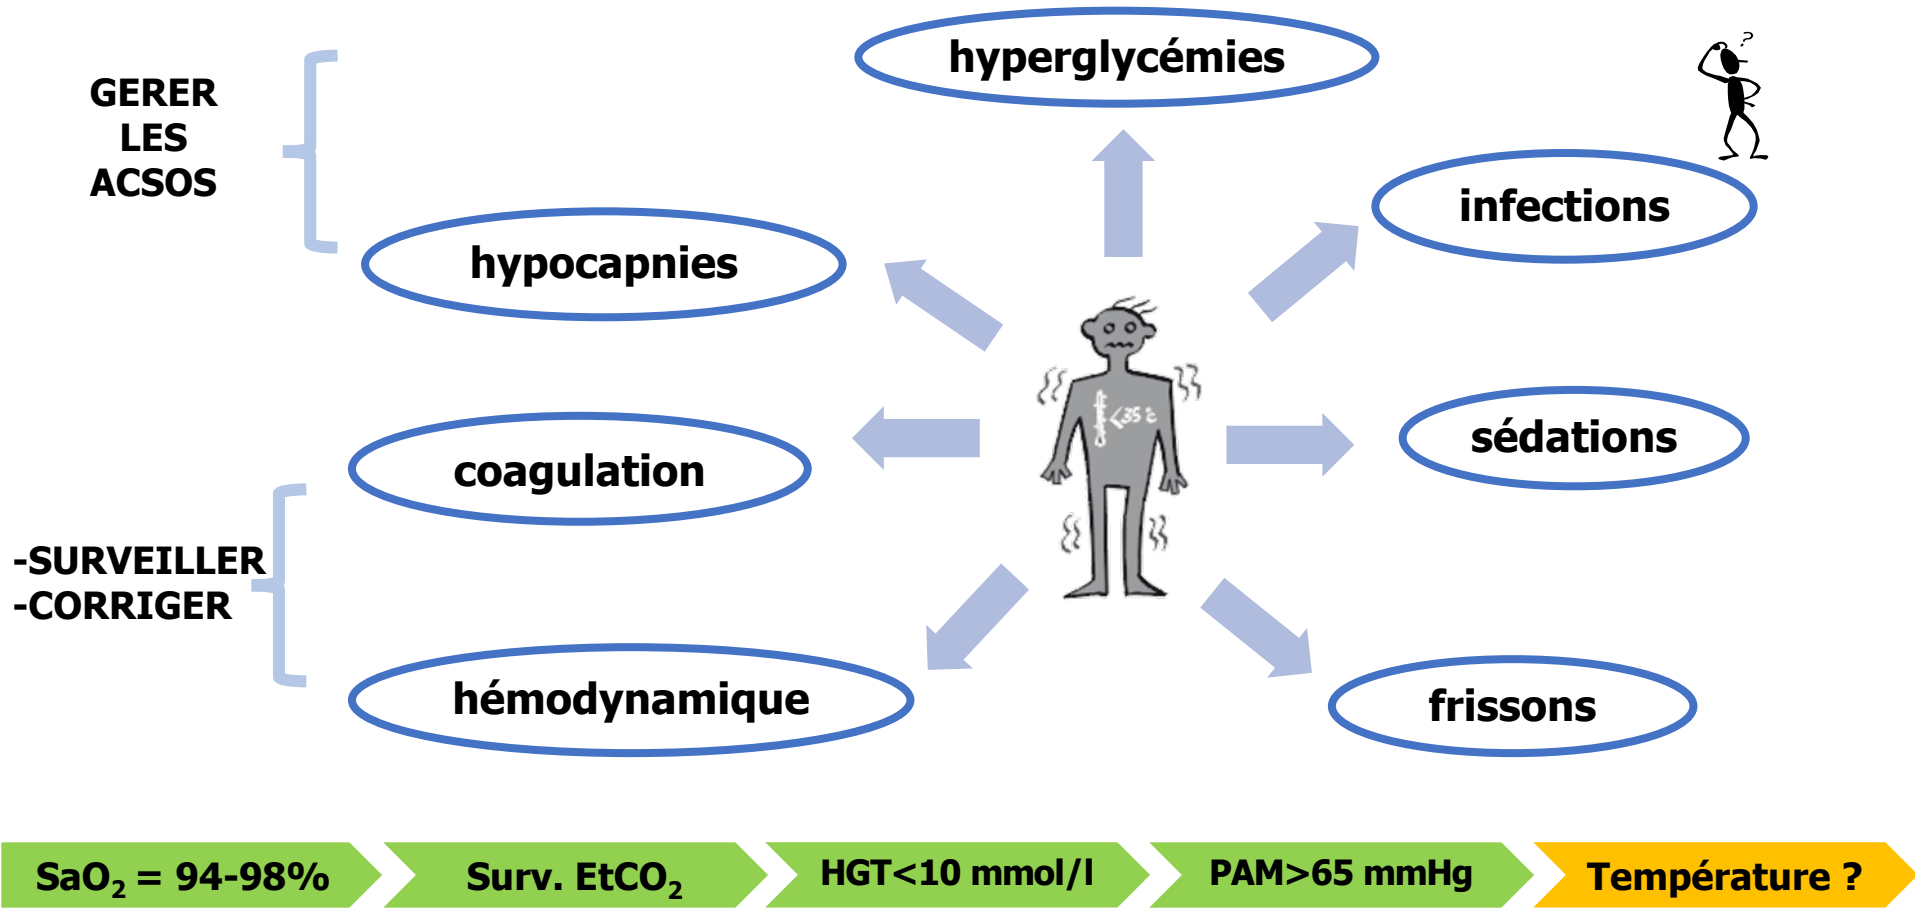 hyperglycémies
GERER
LES
ACSOS
?
infections
hypocapnies
<35 °c
sédations
coagulation
-SURVEILLER
-CORRIGER
hémodynamique
frissons
SaO₂ = 94-98%
Surv. EtCO₂
HGT<10 mmol/l
PAM>65 mmHg
Température ?